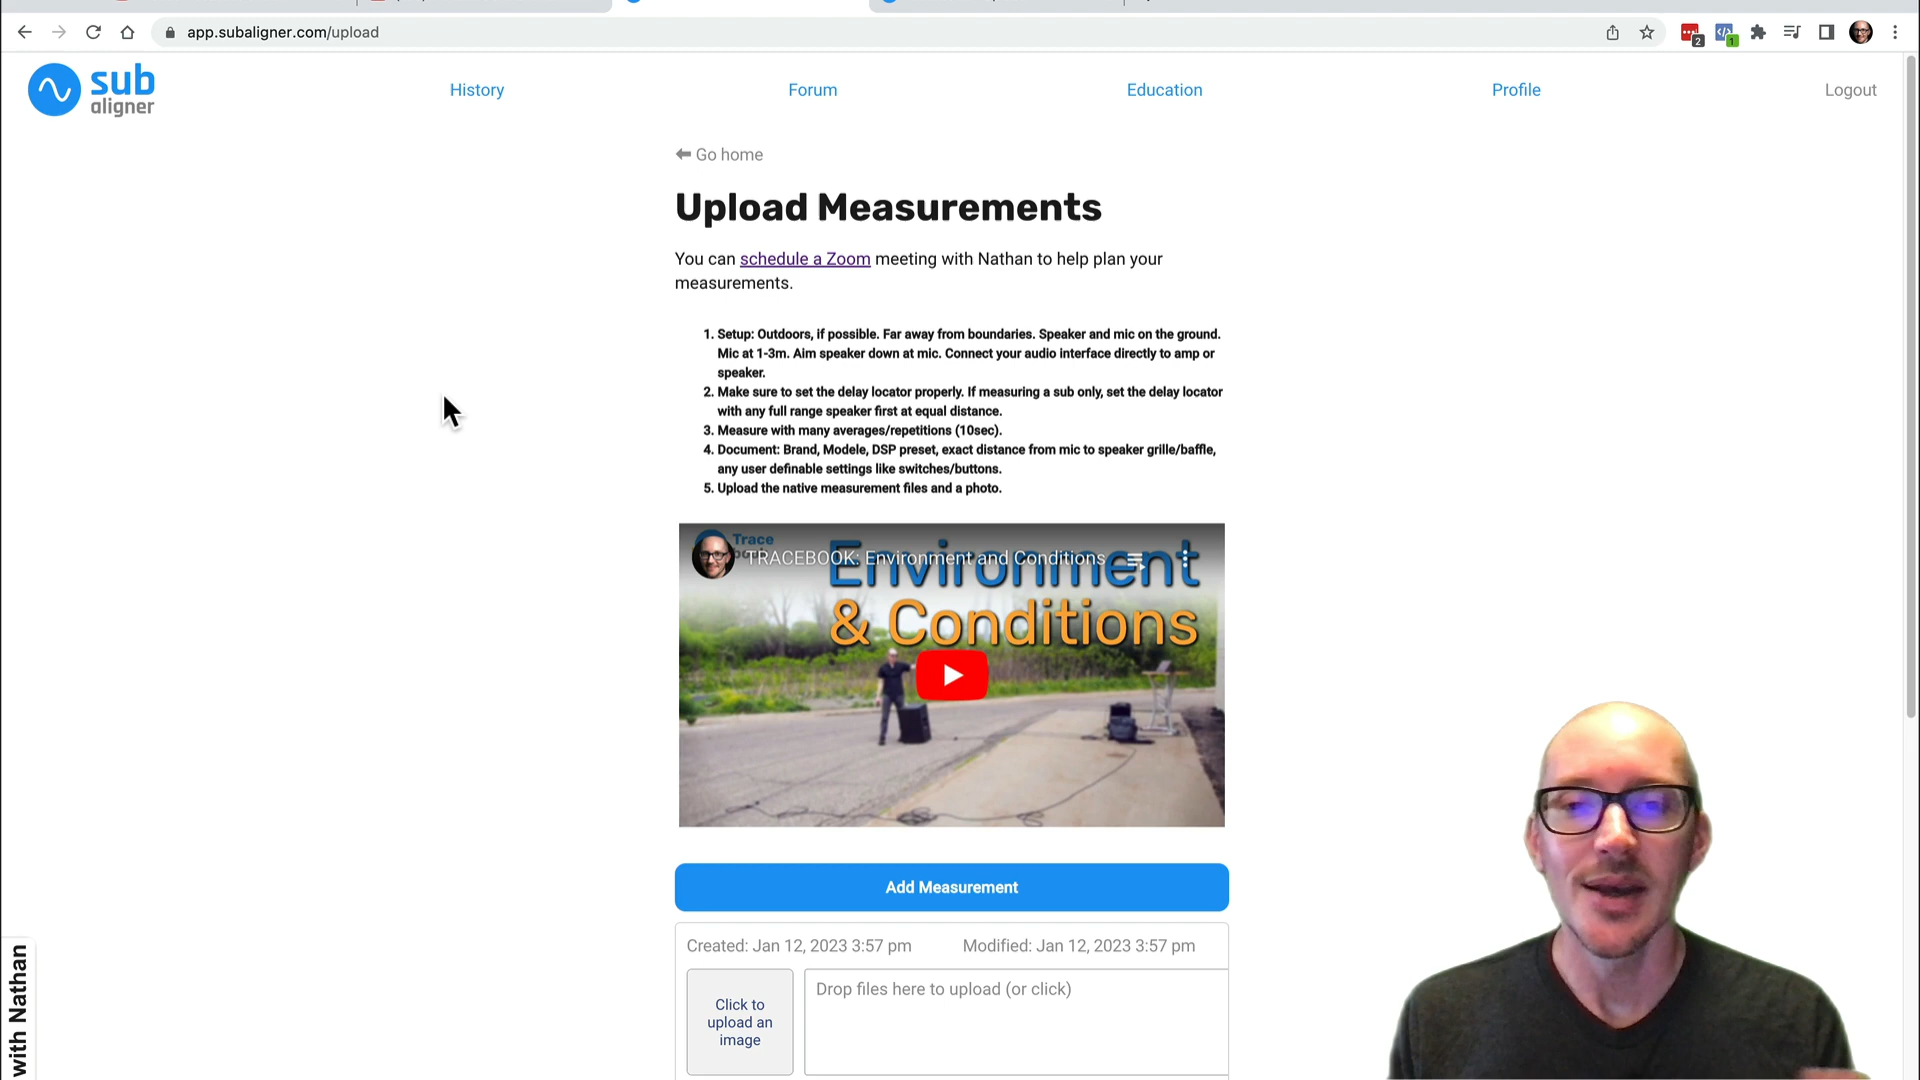 app.subaligner.com/upload
2
1
sub
aligner
History
Forum
Education
Profile
Logout
Go home
Upload Measurements
You can schedule a Zoom meeting with Nathan to help plan your
measurements.
1. Setup: Outdoors, if possible. Far away from boundaries. Speaker and mic on the ground.
Mic at 1-3m. Aim speaker down at mic. Connect your audio interface directly to amp or
speaker.
2. Make sure to set the delay locator properly. If measuring a sub only, set the delay locator
with any full range speaker first at equal distance.
3. Measure with many averages/repetitions (10sec).
4. Document: Brand, Modele, DSP preset, exact distance from mic to speaker grille/baffle,
any user definable settings like switches/buttons.
5. Upload the native measurement files and a photo.
Trace
TRACEBOOK: Environment and Conditions
Environment
& Conditions
Add Measurement
Created: Jan 12, 2023 3:57 pm
Modified: Jan 12, 2023 3:57 pm
Click to
upload an
image
Drop files here to upload (or click)
with Nathan